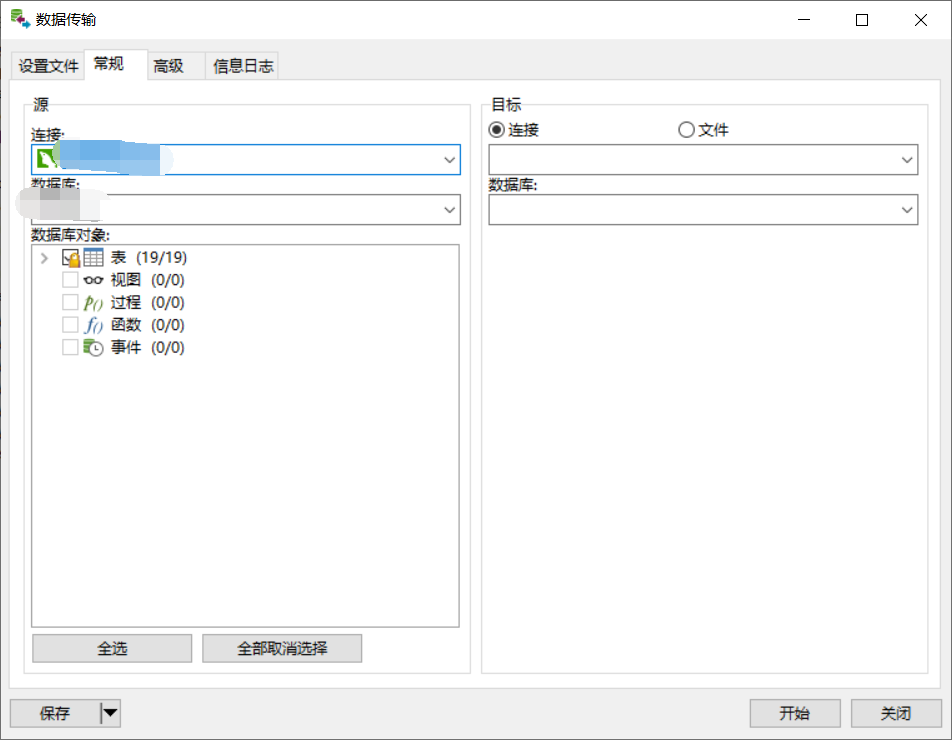 数据传输
设置文件 常规 高级 信息日志
源
连接:
数据库:
数据库对象:
表 (19/19)
视图 (0/0)
p() 过程 (0/0)
f() 函数 (0/0)
事件 (0/0)
全选 全部取消选择
目标
连接 文件
数据库:
保存 开始 关闭